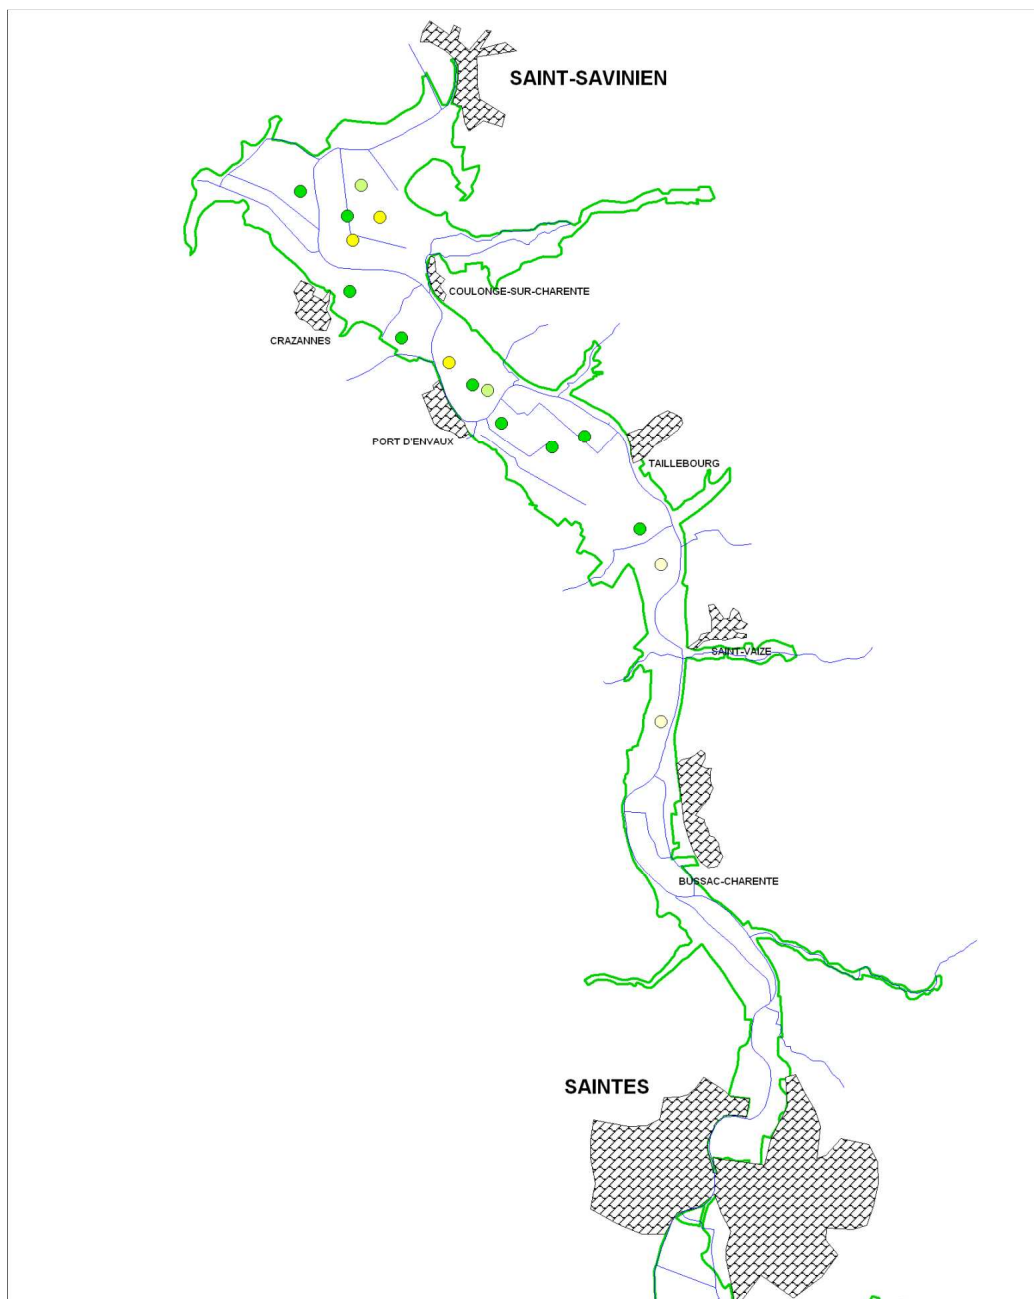 SAINT-SAVINIEN
COULONGE-SUR-CHARENTE
CRAZANNES
PORT D'ENVAUX
TAILLEBOURG
SAINT-VAIZE
BUSSAC-CHARENTE
SAINTES